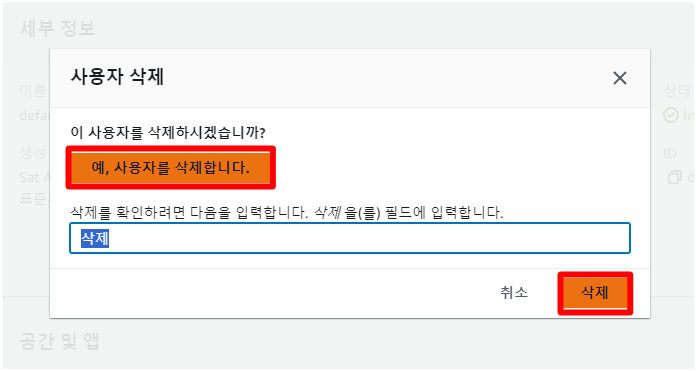 세부 정보
사용자 삭제
이름
상태
이 사용자를 삭제하시겠습니까?
defau
In
예, 사용자를 삭제합니다.
생성
ID
Sat A
d
표준
삭제를 확인하려면 다음을 입력합니다. 삭제 을(를) 필드에 입력합니다.
삭제
취소
삭제
공간 및 앱